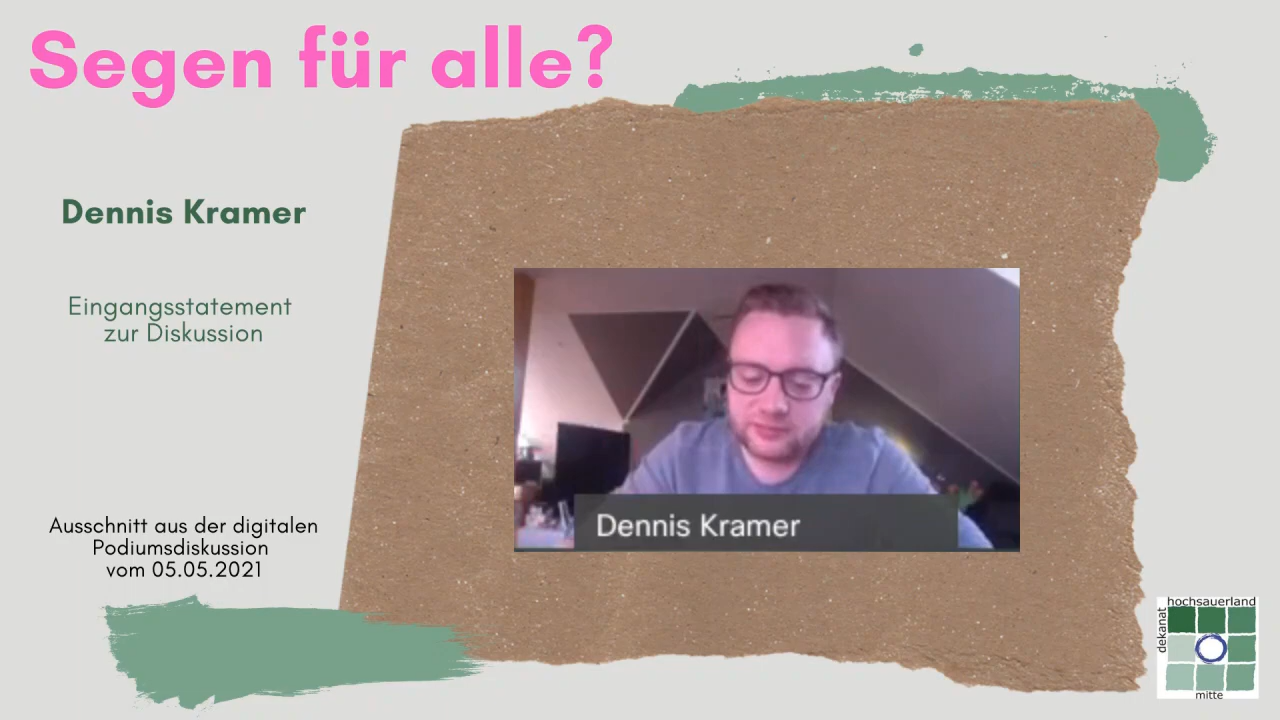 Segen für alle?
Dennis Kramer
Eingangsstatement
zur Diskussion
Dennis Kramer
Ausschnitt aus der digitalen
Podiumsdiskussion
vom 05.05.2021
hochsauerland
dekanat
mitte